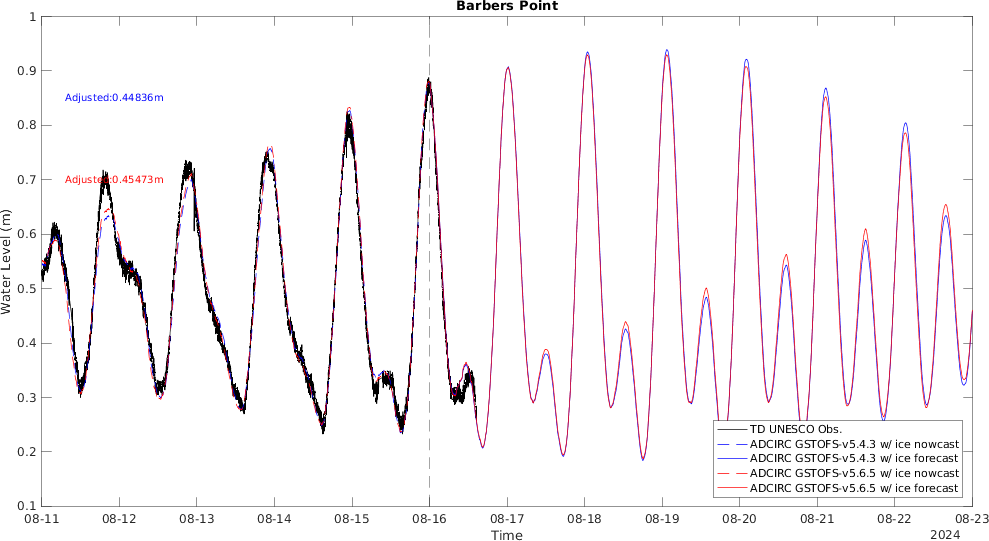 Barbers Point
1
0.9
0.8
0.7
0.6
0.5
0.4
0.3
0.2
0.1
Water Level (m)
Adjusted:0.44836m
Adjusted:0.45473m
TD UNESCO Obs.
ADCIRC GSTOFS-v5.4.3 w/ ice nowcast
ADCIRC GSTOFS-v5.4.3 w/ ice forecast
ADCIRC GSTOFS-v5.6.5 w/ ice nowcast
ADCIRC GSTOFS-v5.6.5 w/ ice forecast
08-11 08-12 08-13 08-14 08-15 08-16 08-17 08-18 08-19 08-20 08-21 08-22 08-23
Time
2024